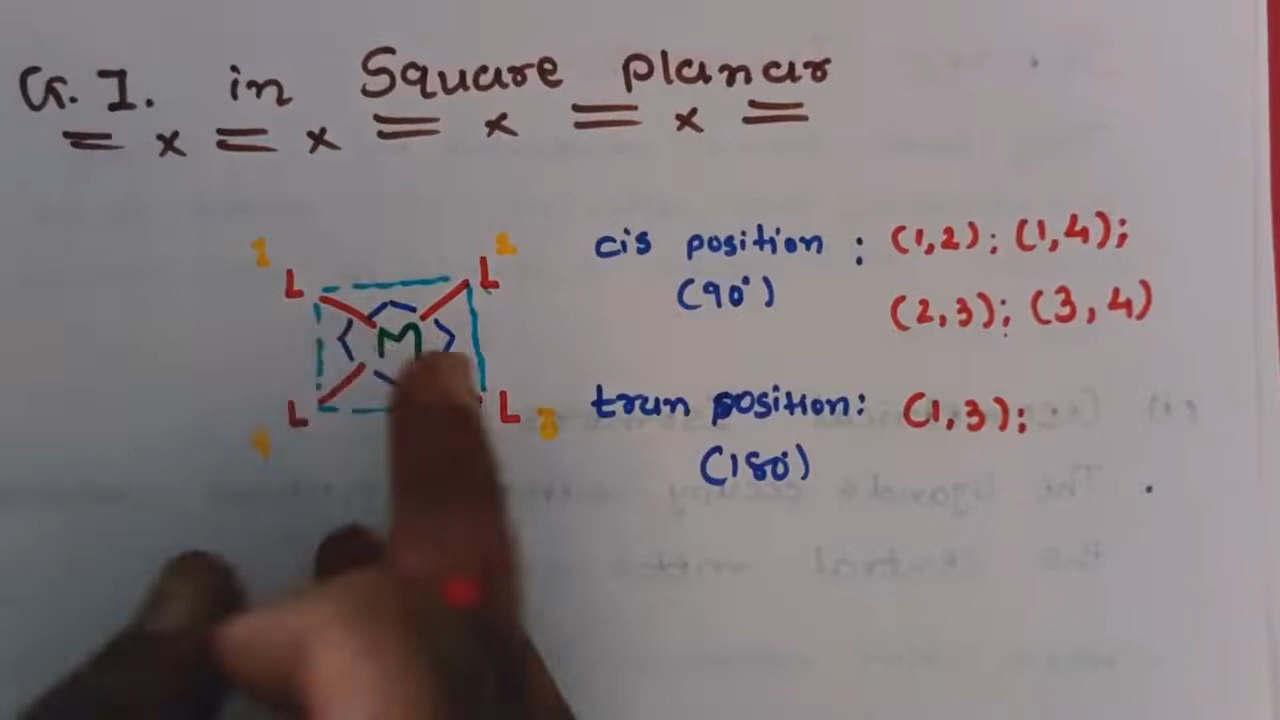 G.I. in Square planar
= x = x = x = x =
1 2
L L
cis position : (1,2); (1,4);
(90°)
(2,3); (3,4)
M
L L 3
4
tran position: (1,3);
(180)